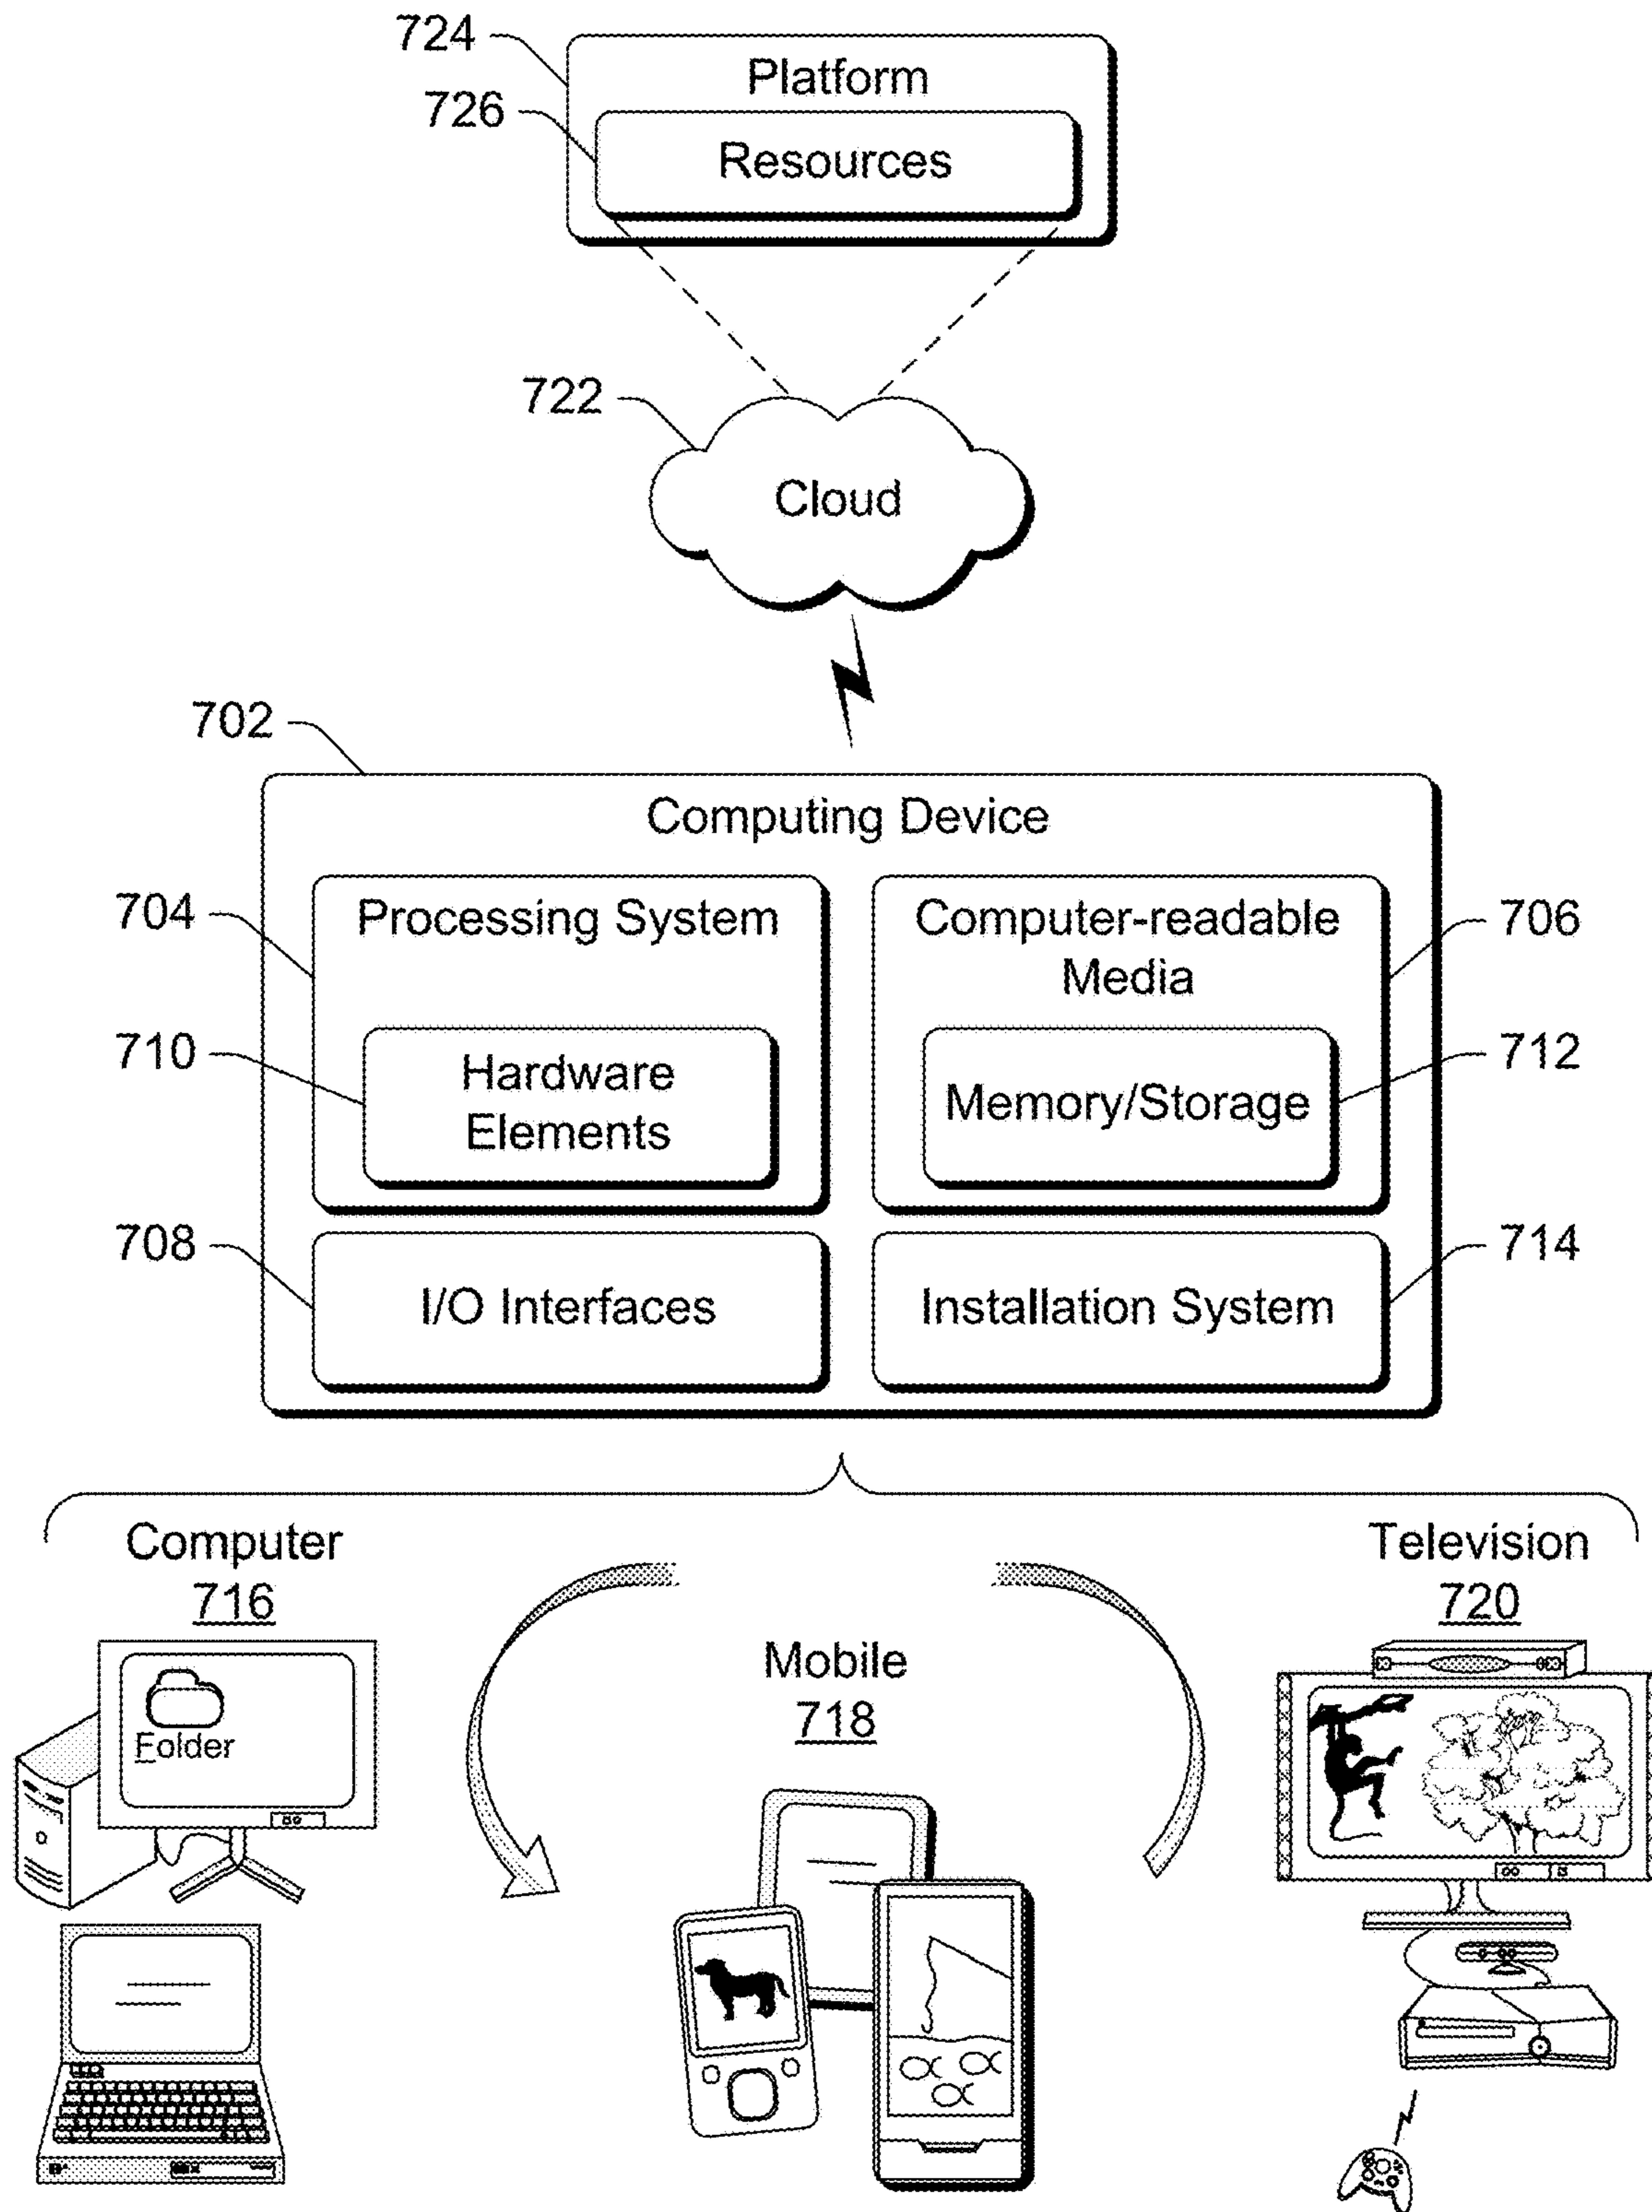 724
Platform
726
Resources
722
Cloud
702
Computing Device
704
Processing System
Computer-readable
Media
706
710
Hardware
Elements
Memory/Storage
712
708
I/O Interfaces
Installation System
714
Computer
716
Television
720
Mobile
718
Folder